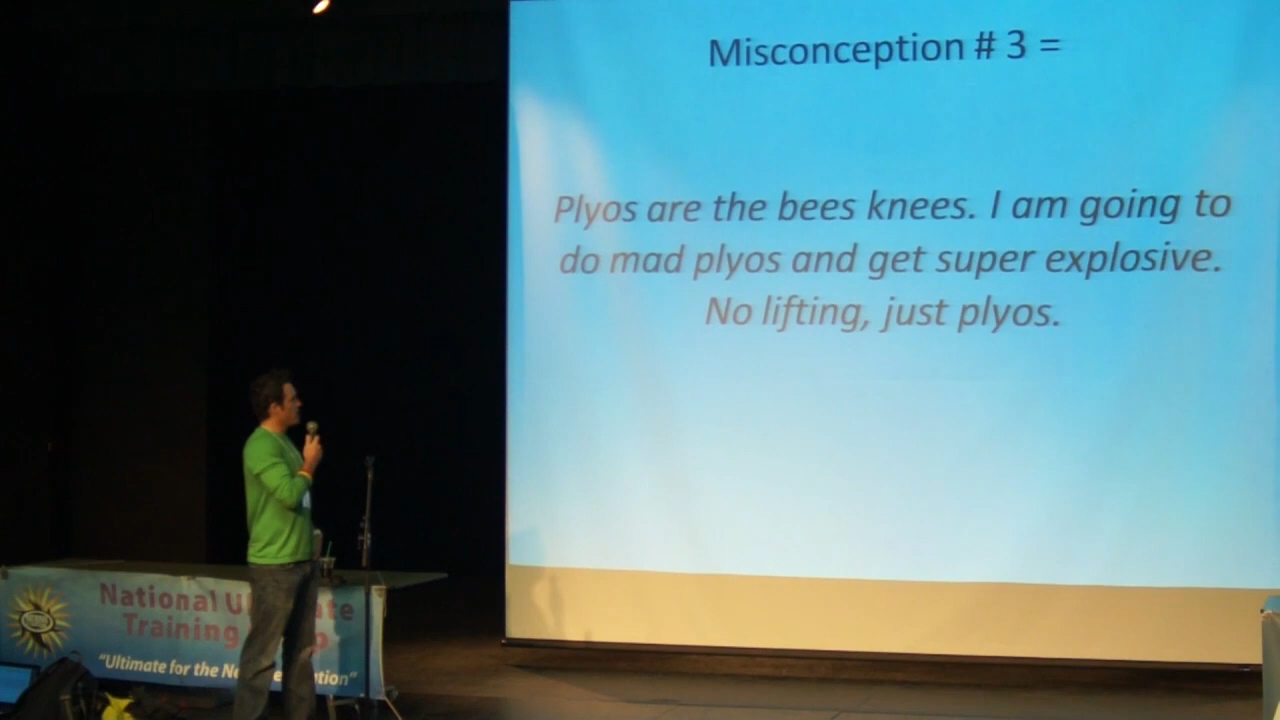 Misconception # 3 =
Plyos are the bees knees. I am going to
do mad plyos and get super explosive.
No lifting, just plyos.
National
Training
"Ultimate for the